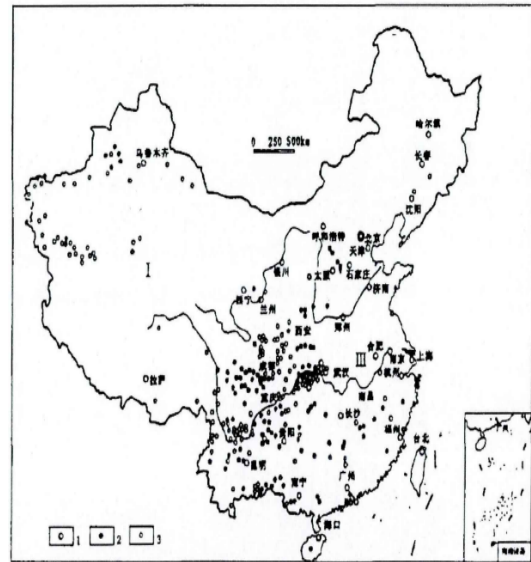 哈尔滨
长春
乌鲁木齐
0 250 500km
沈阳
呼和浩特
北京
天津
银川
太原
石家庄
I
济南
西宁
兰州
郑州
西安
合肥
南京
上海
III
成都
武汉
杭州
拉萨
重庆
南昌
长沙
贵阳
福州
台北
昆明
广州
南宁
1
2
3
海口